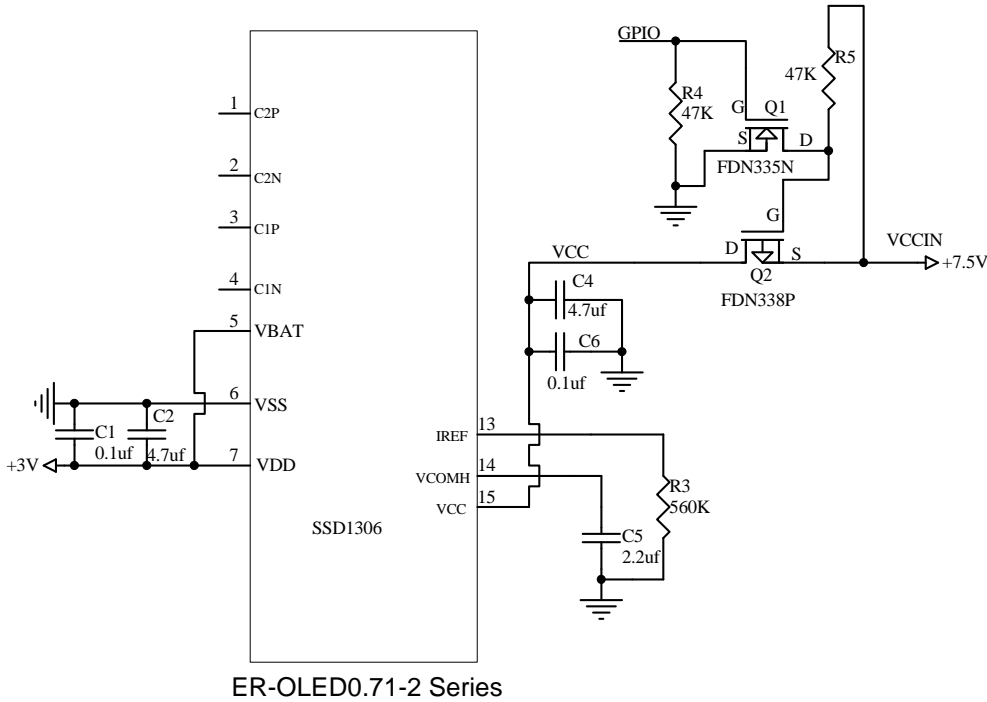 GPIO
R5
47K
R4
47K
G
Q1
S
D
FDN335N
1
C2P
2
C2N
3
C1P
G
VCC
D
S
VCCIN
+7.5V
Q2
FDN338P
4
C1N
C4
4.7uf
5
VBAT
C6
0.1uf
6
VSS
C1
0.1uf
C2
4.7uf
+3V
7
VDD
13
IREF
14
VCOMH
15
VCC
R3
560K
SSD1306
C5
2.2uf
ER-OLED0.71-2 Series